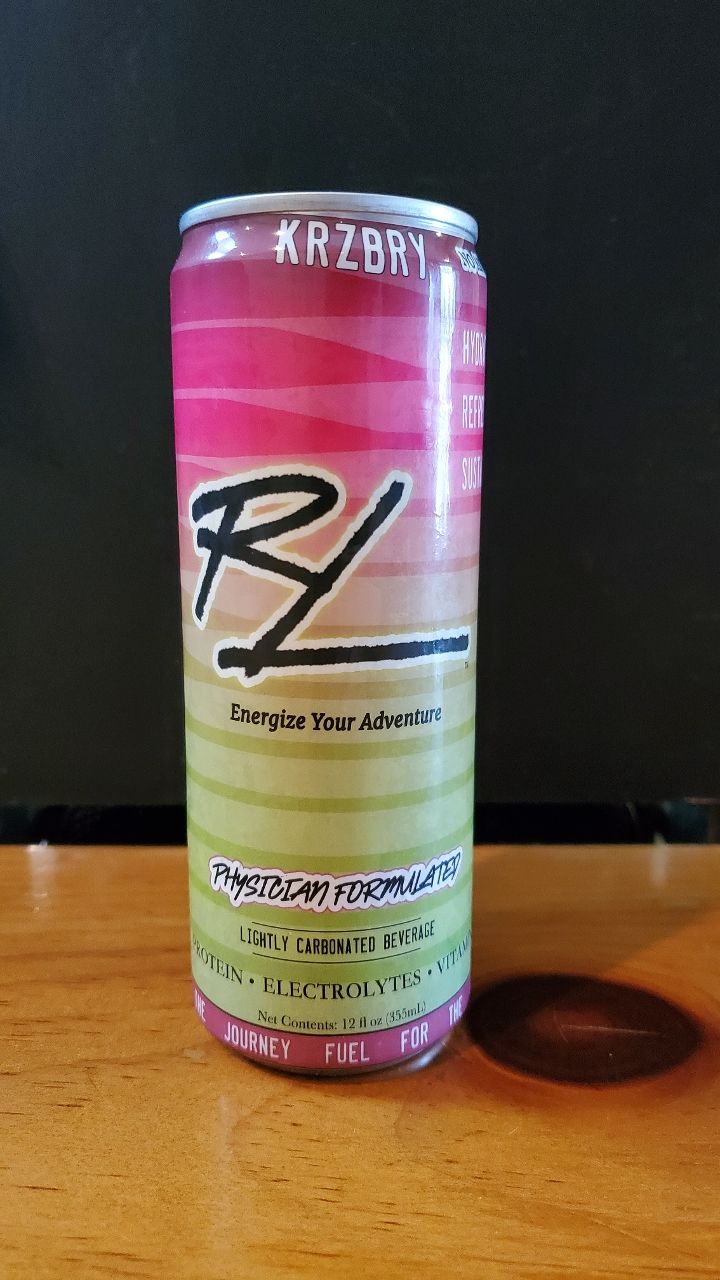 KRZBRY
RL
Energize Your Adventure
PHYSICIAN FORMULATED
LIGHTLY CARBONATED BEVERAGE
PROTEIN • ELECTROLYTES •
Net Contents: 12 fl oz (355mL)
THE JOURNEY FUEL FOR THE